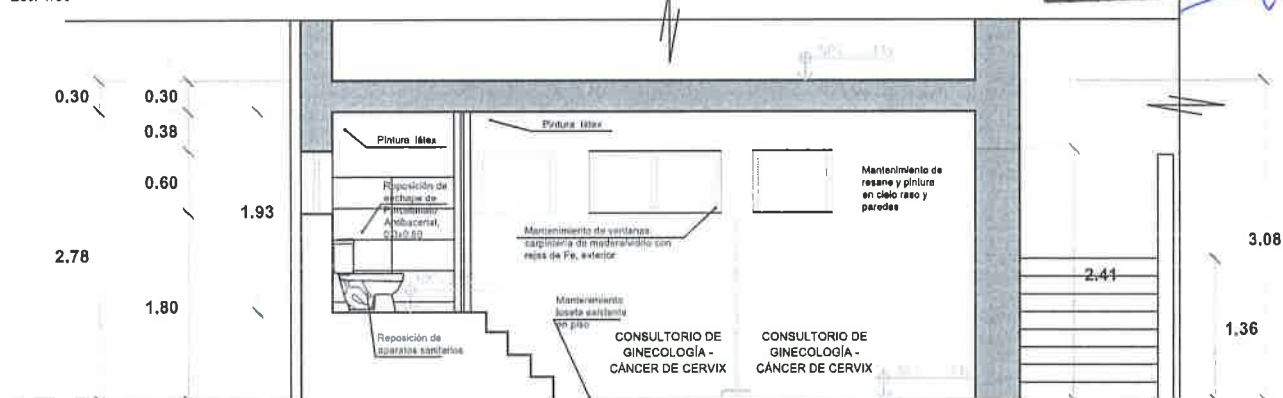 0.30
0.30
0.38
0.60
1.93
2.78
1.80
Pintura látex
Pintura látex
Reposición de
enchape de
Mantenimiento de ventanas
carpintería de madera/vidrio con
rejas de Fe, exterior
Mantenimiento de
resane y pintura
en cielo raso y
paredes
Reposición de
aparatos sanitarios
Mantenimiento
loseta existente
en piso
CONSULTORIO DE
GINECOLOGÍA -
CÁNCER DE CERVIX
CONSULTORIO DE
GINECOLOGÍA -
CÁNCER DE CERVIX
2.41
3.08
1.36